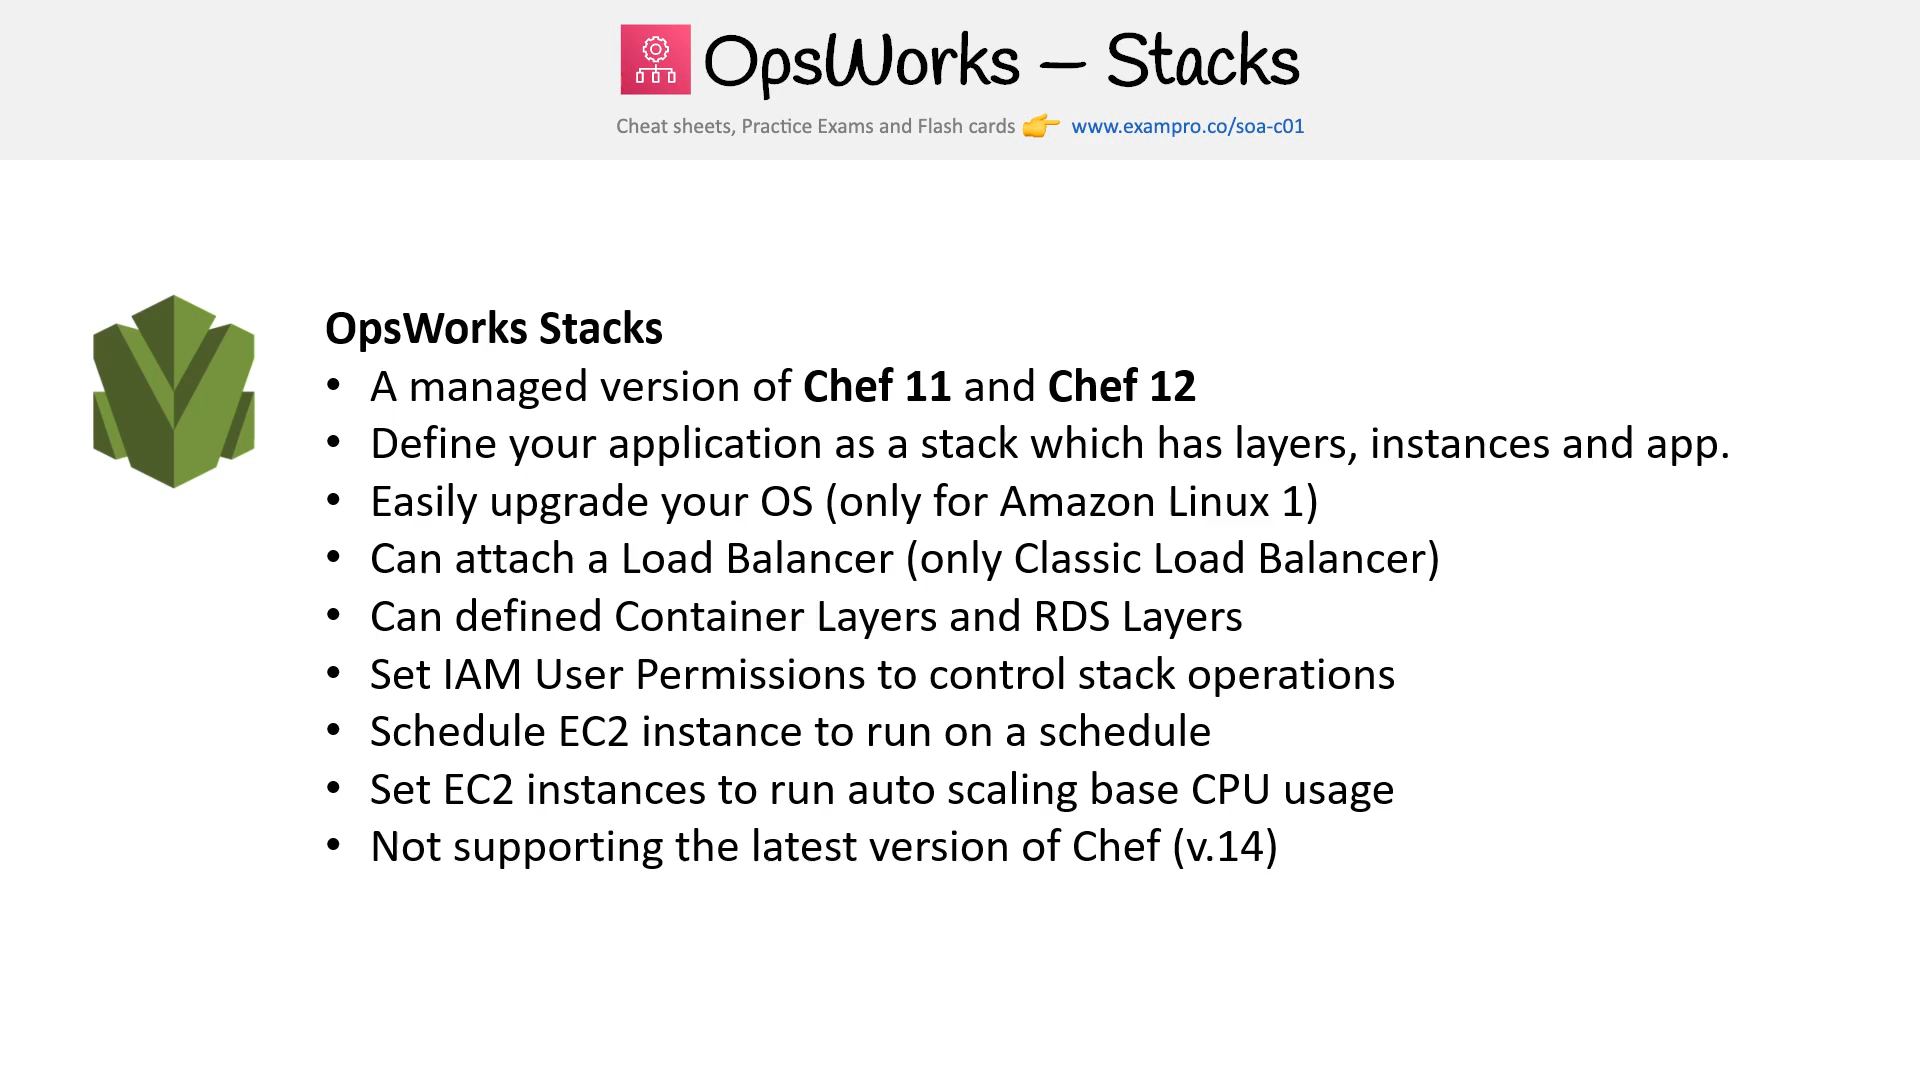 OpsWorks – Stacks
Cheat sheets, Practice Exams and Flash cards 👉 www.exampro.co/soa-c01
OpsWorks Stacks
• A managed version of Chef 11 and Chef 12
• Define your application as a stack which has layers, instances and app.
• Easily upgrade your OS (only for Amazon Linux 1)
• Can attach a Load Balancer (only Classic Load Balancer)
• Can defined Container Layers and RDS Layers
• Set IAM User Permissions to control stack operations
• Schedule EC2 instance to run on a schedule
• Set EC2 instances to run auto scaling base CPU usage
• Not supporting the latest version of Chef (v.14)